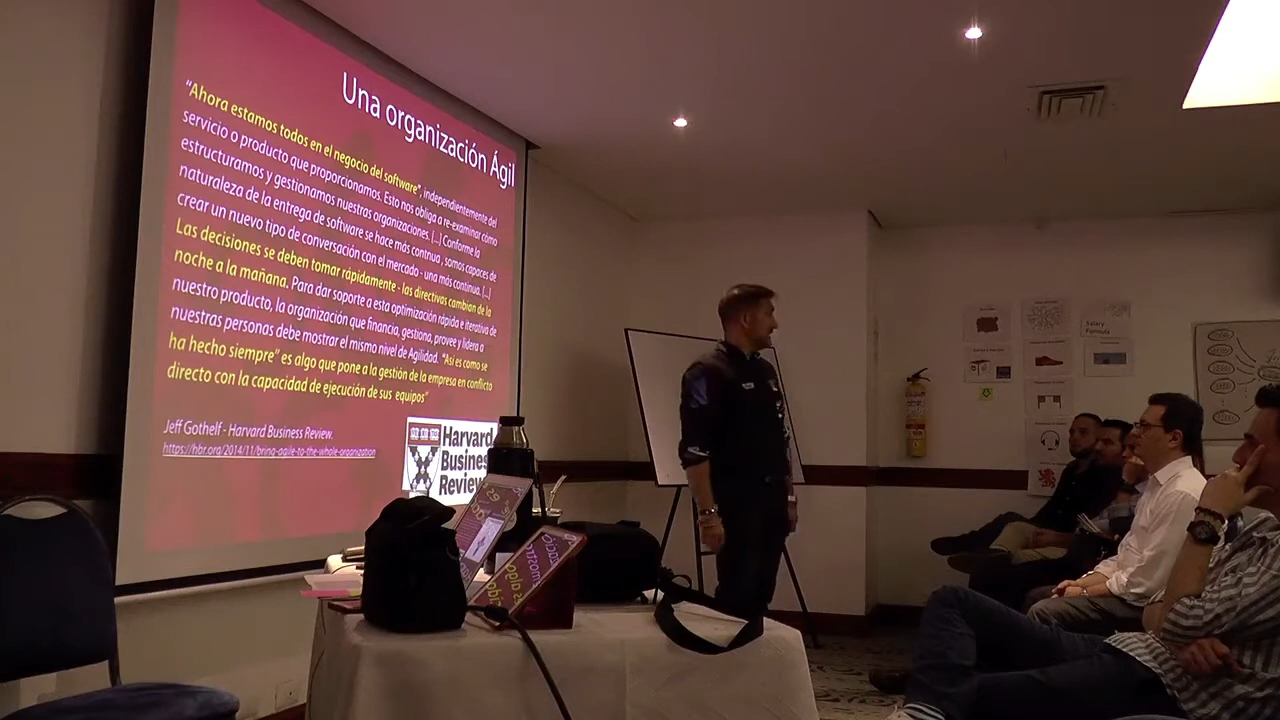 Una organización Ágil
"Ahora estamos todos en el negocio del software", independientemente del
servicio o producto que proporcionamos. Esto nos obliga a re-examinar cómo
estructuramos y gestionamos nuestras organizaciones. [...] Conforme la
naturaleza de la entrega de software se hace más continua, somos capaces de
crear un nuevo tipo de conversación con el mercado - una más continua. [...]
Las decisiones se deben tomar rápidamente - las directivas cambian de la
noche a la mañana. Para dar soporte a esta optimización rápida e iterativa de
nuestro producto, la organización que financia, gestiona, provee y lidera a
nuestras personas debe mostrar el mismo nivel de Agilidad. "Así es como se
ha hecho siempre" es algo que pone a la gestión de la empresa en conflicto
directo con la capacidad de ejecución de sus equipos"
Jeff Gothelf - Harvard Business Review.
https://hbr.org/2014/11/bring-agile-to-the-whole-organization
Harvard
Business
Review
Salary
Formula